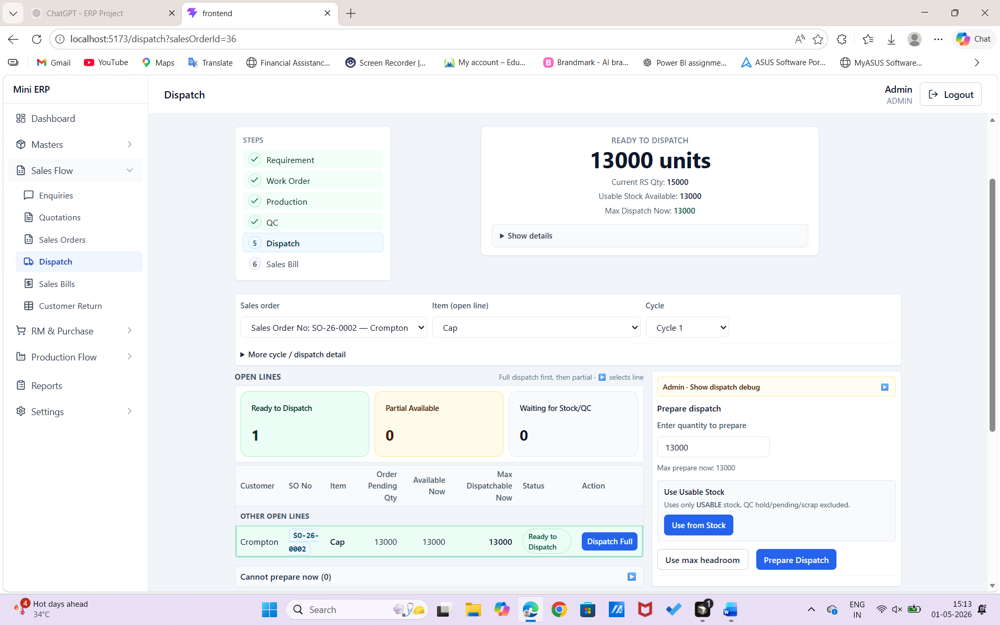 ChatGPT - ERP Project
frontend
localhost:5173/dispatch?salesOrderId=36
Chat
Gmail
YouTube
Maps
Translate
Financial Assistanc...
Screen Recorder |...
My account – Edu...
Brandmark - AI bra...
Power BI assignme...
ASUS Software Por...
MyASUS Software...
Mini ERP
Dashboard
Masters
Sales Flow
Enquiries
Quotations
Sales Orders
Dispatch
Sales Bills
Customer Return
RM & Purchase
Production Flow
Reports
Settings
Dispatch
Admin
ADMIN
Logout
STEPS
Requirement
Work Order
Production
QC
5 Dispatch
6 Sales Bill
READY TO DISPATCH
13000 units
Current RS Qty: 15000
Usable Stock Available: 13000
Max Dispatch Now: 13000
Show details
Sales order
Sales Order No: SO-26-0002 — Crompton
Item (open line)
Cap
Cycle
Cycle 1
More cycle / dispatch detail
OPEN LINES
Full dispatch first, then partial · ▶ selects line
Ready to Dispatch
1
Partial Available
0
Waiting for Stock/QC
0
Customer
SO No
Item
Order
Pending
Qty
Available
Now
Max
Dispatchable
Now
Status
Action
OTHER OPEN LINES
Crompton
SO-26-
0002
Cap
13000
13000
13000
Ready to
Dispatch
Dispatch Full
Cannot prepare now (0)
Admin · Show dispatch debug
Prepare dispatch
Enter quantity to prepare
13000
Max prepare now: 13000
Use Usable Stock
Uses only USABLE stock. QC hold/pending/scrap excluded.
Use from Stock
Use max headroom
Prepare Dispatch
4
Hot days ahead
34°C
Search
1
ENG
IN
15:13
01-05-2026